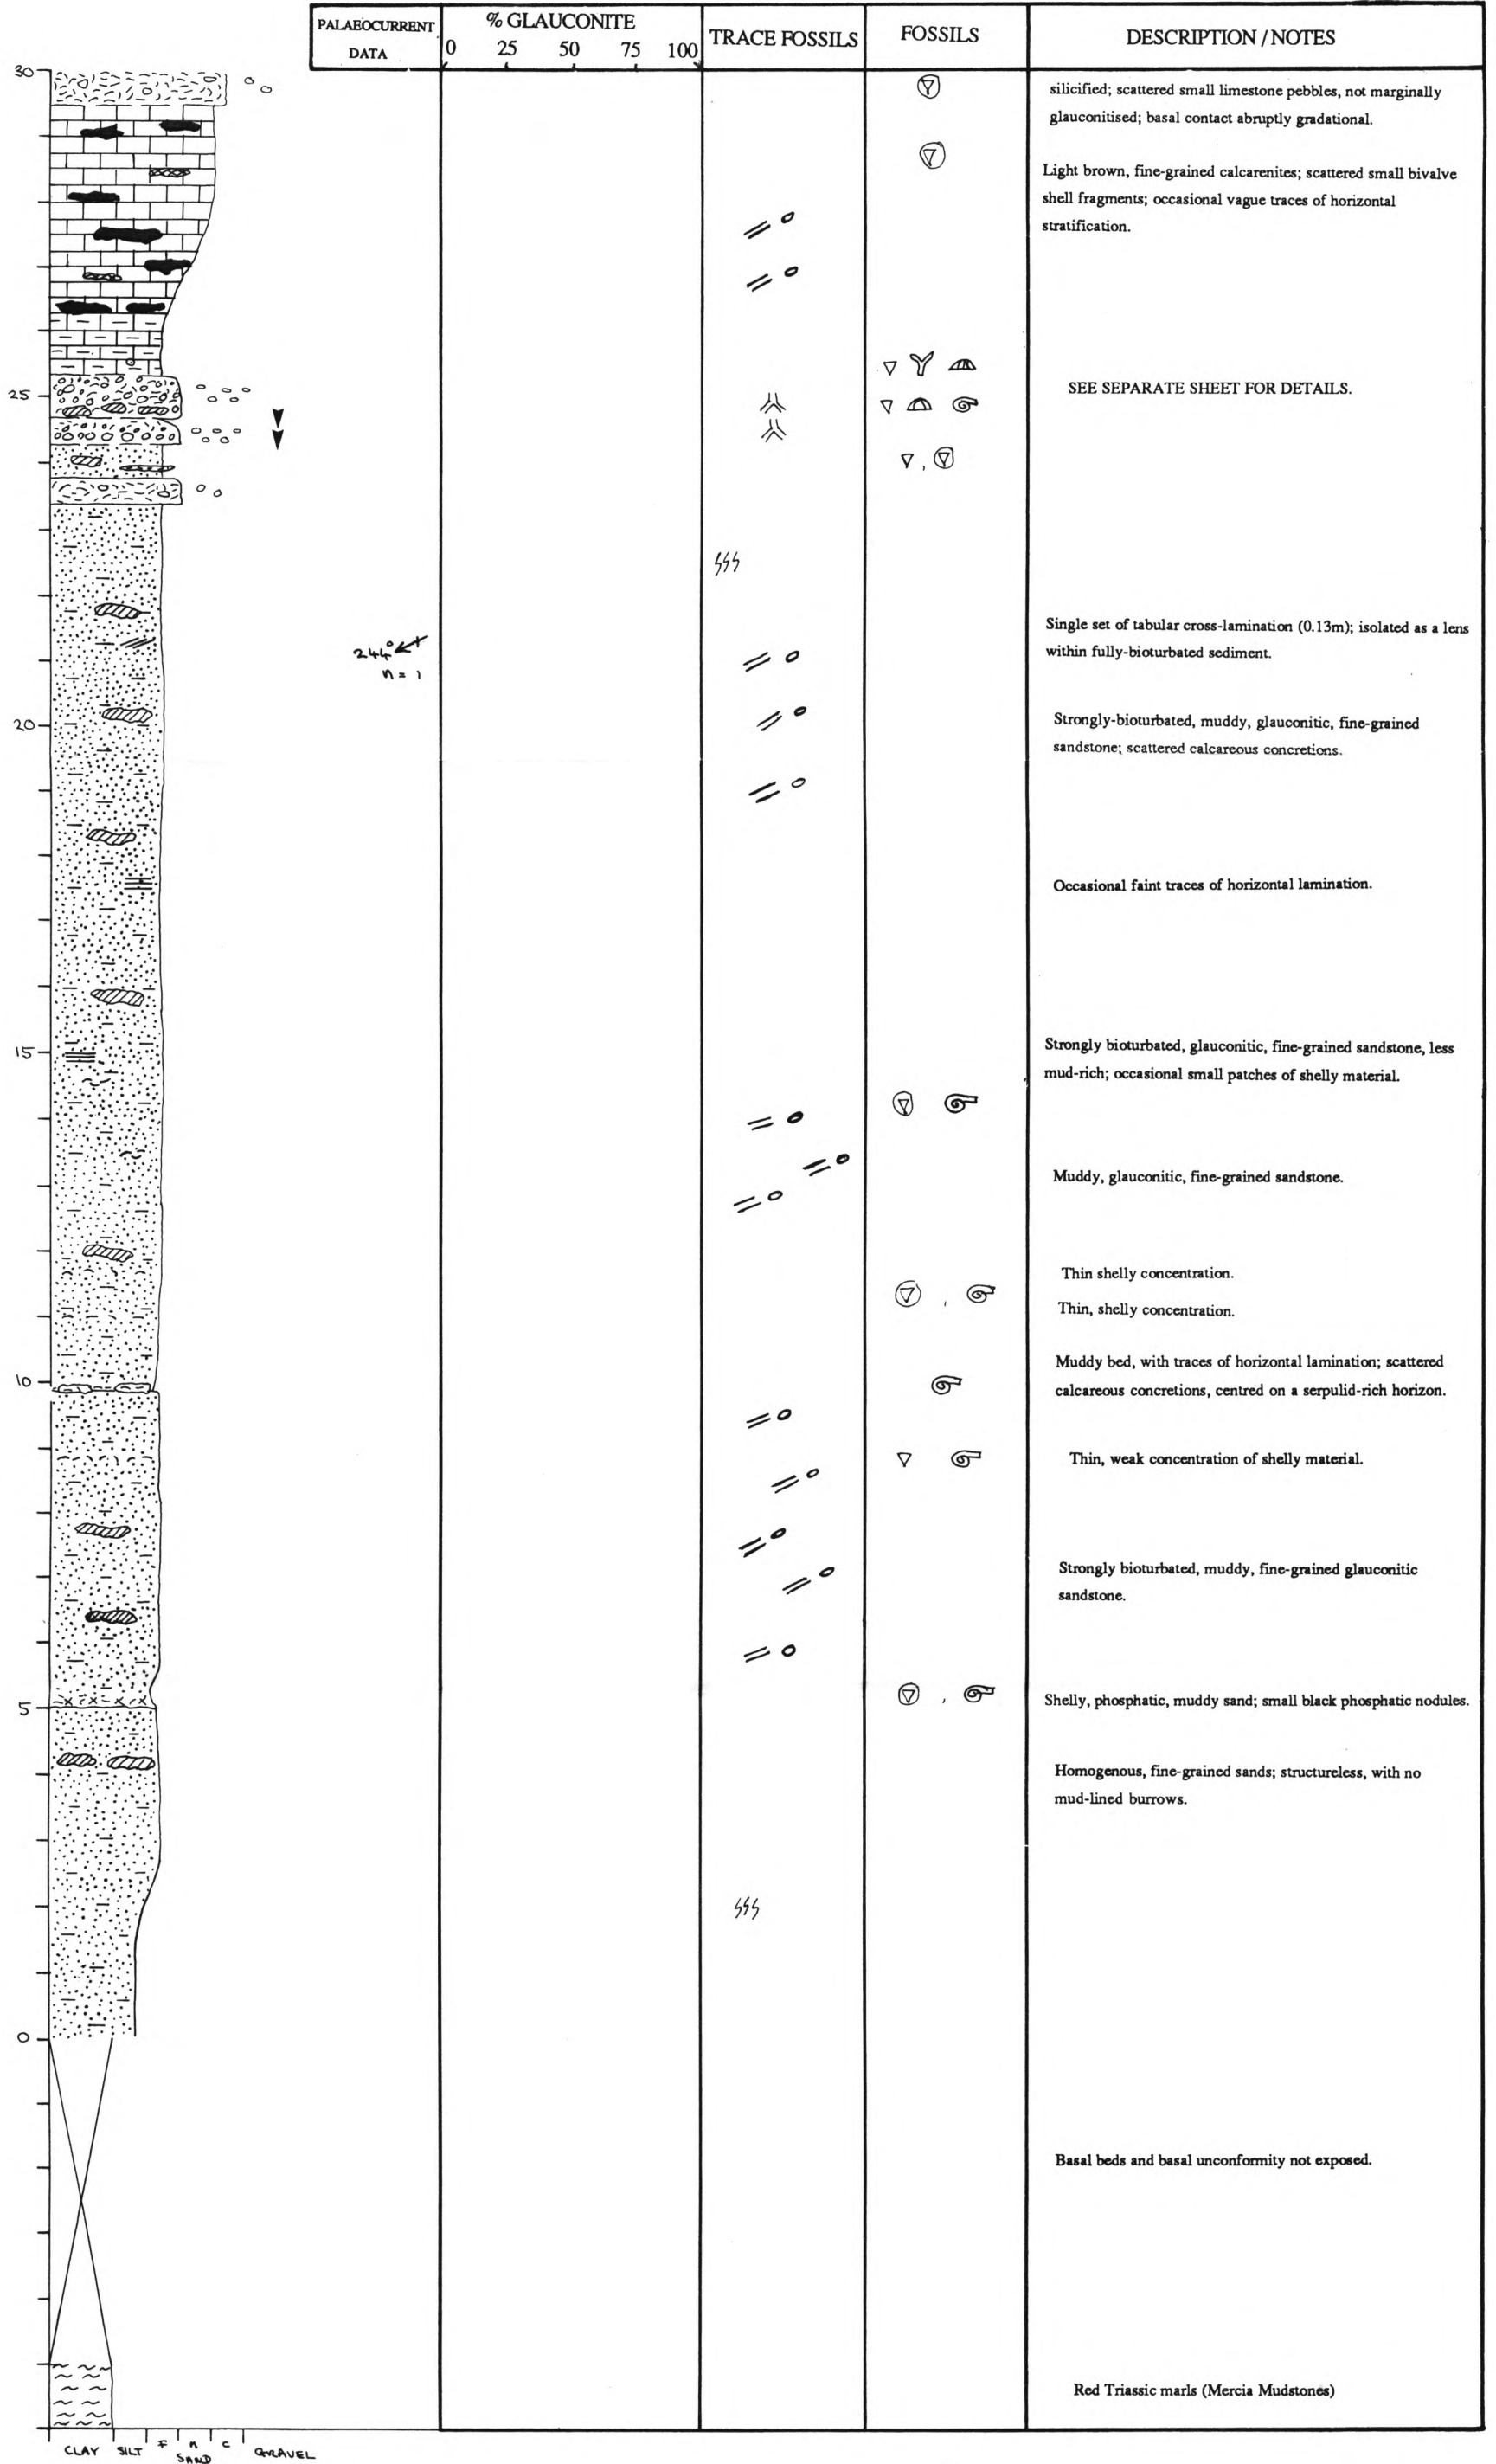 PALAEOCURRENT
DATA
% GLAUCONITE
0 25 50 75 100
TRACE FOSSILS
FOSSILS
DESCRIPTION / NOTES
30
silicified; scattered small limestone pebbles, not marginally
glauconitised; basal contact abruptly gradational.
Light brown, fine-grained calcarenites; scattered small bivalve
shell fragments; occasional vague traces of horizontal
stratification.
25
SEE SEPARATE SHEET FOR DETAILS.
Single set of tabular cross-lamination (0.13m); isolated as a lens
within fully-bioturbated sediment.
244°
n = 1
20
Strongly-bioturbated, muddy, glauconitic, fine-grained
sandstone; scattered calcareous concretions.
Occasional faint traces of horizontal lamination.
15
Strongly bioturbated, glauconitic, fine-grained sandstone, less
mud-rich; occasional small patches of shelly material.
Muddy, glauconitic, fine-grained sandstone.
Thin shelly concentration.
Thin, shelly concentration.
10
Muddy bed, with traces of horizontal lamination; scattered
calcareous concretions, centred on a serpulid-rich horizon.
Thin, weak concentration of shelly material.
Strongly bioturbated, muddy, fine-grained glauconitic
sandstone.
5
Shelly, phosphatic, muddy sand; small black phosphatic nodules.
Homogenous, fine-grained sands; structureless, with no
mud-lined burrows.
0
Basal beds and basal unconformity not exposed.
Red Triassic marls (Mercia Mudstones)
CLAY SILT F M C GRAVEL
SAND